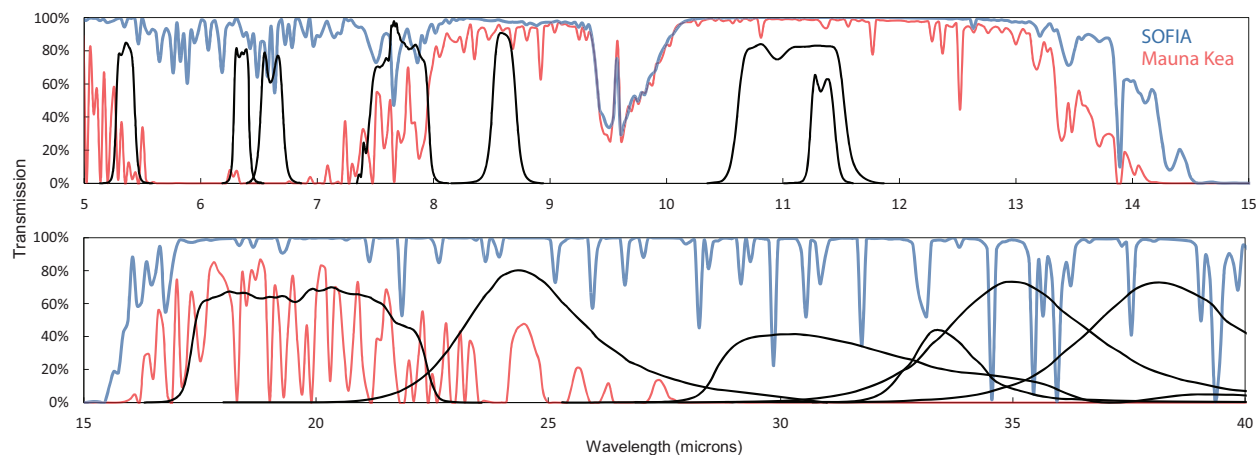 100%
80%
60%
40%
20%
0%
SOFIA
Mauna Kea
5 6 7 8 9 10 11 12 13 14 15
Transmission
100%
80%
60%
40%
20%
0%
15 20 25 30 35 40
Wavelength (microns)